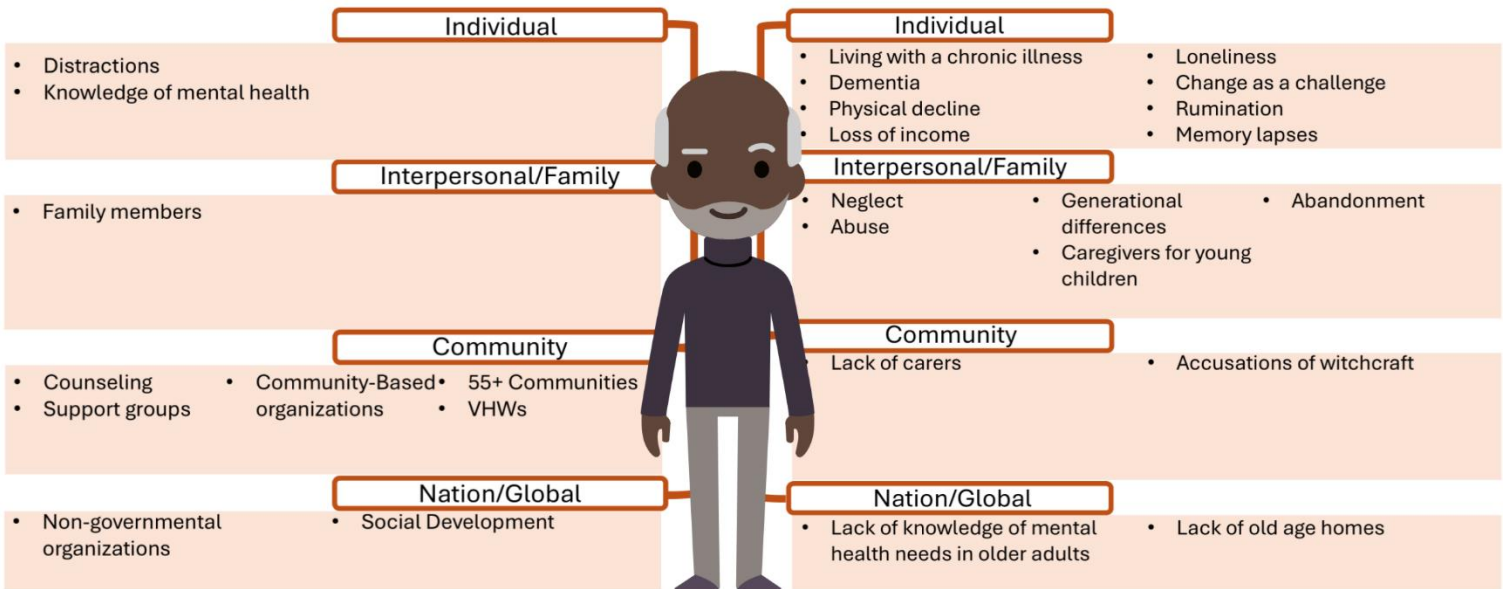 Individual
• Distractions
• Knowledge of mental health
Interpersonal/Family
• Family members
Community
• Counseling
• Support groups
• Community-Based
organizations
• 55+ Communities
• VHWs
Nation/Global
• Non-governmental
organizations
• Social Development
Individual
• Living with a chronic illness
• Dementia
• Physical decline
• Loss of income
• Loneliness
• Change as a challenge
• Rumination
• Memory lapses
Interpersonal/Family
• Neglect
• Abuse
• Generational
differences
• Caregivers for young
children
• Abandonment
Community
• Lack of carers
• Accusations of witchcraft
Nation/Global
• Lack of knowledge of mental
health needs in older adults
• Lack of old age homes